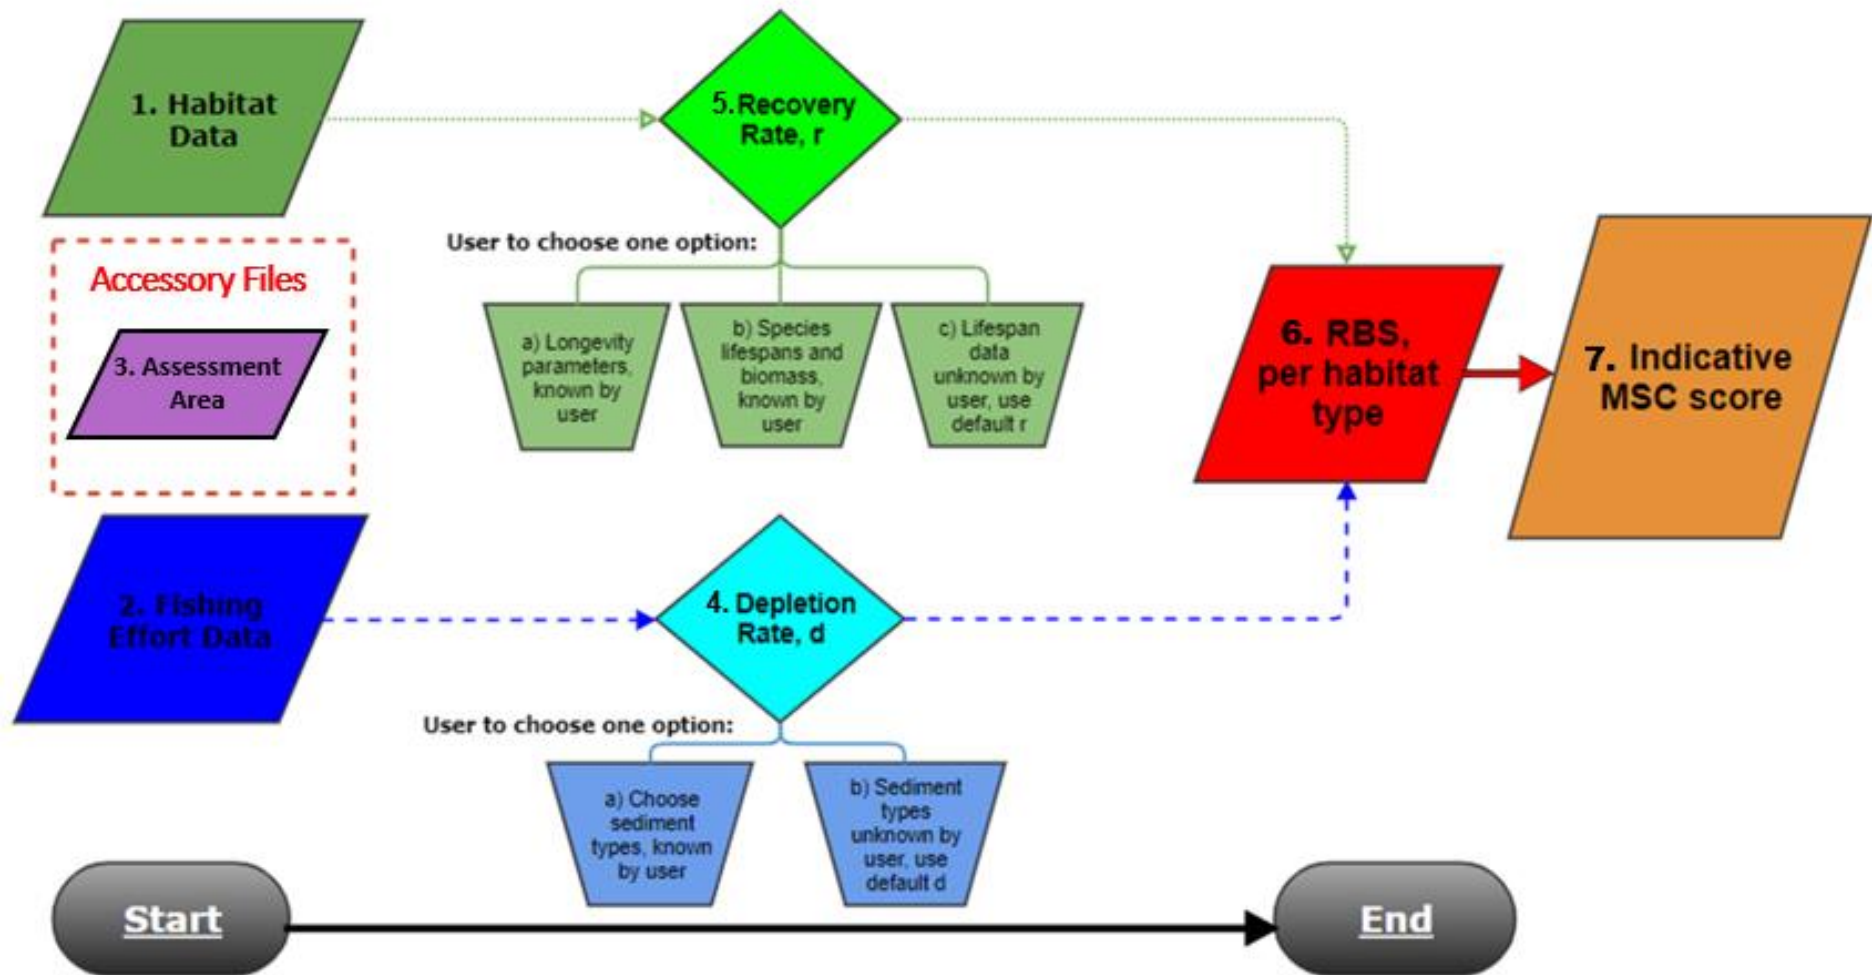 1. Habitat
Data
5.Recovery
Rate, r
User to choose one option:
a) Longevity
parameters,
known by
user
b) Species
lifespans and
biomass,
known by
user
c) Lifespan
data
unknown by
user, use
default r
Accessory Files
3. Assessment
Area
6. RBS,
per habitat
type
7. Indicative
MSC score
2. Fishing
Effort Data
4. Depletion
Rate, d
User to choose one option:
a) Choose
sediment
types, known
by user
b) Sediment
types
unknown by
user, use
default d
Start
End